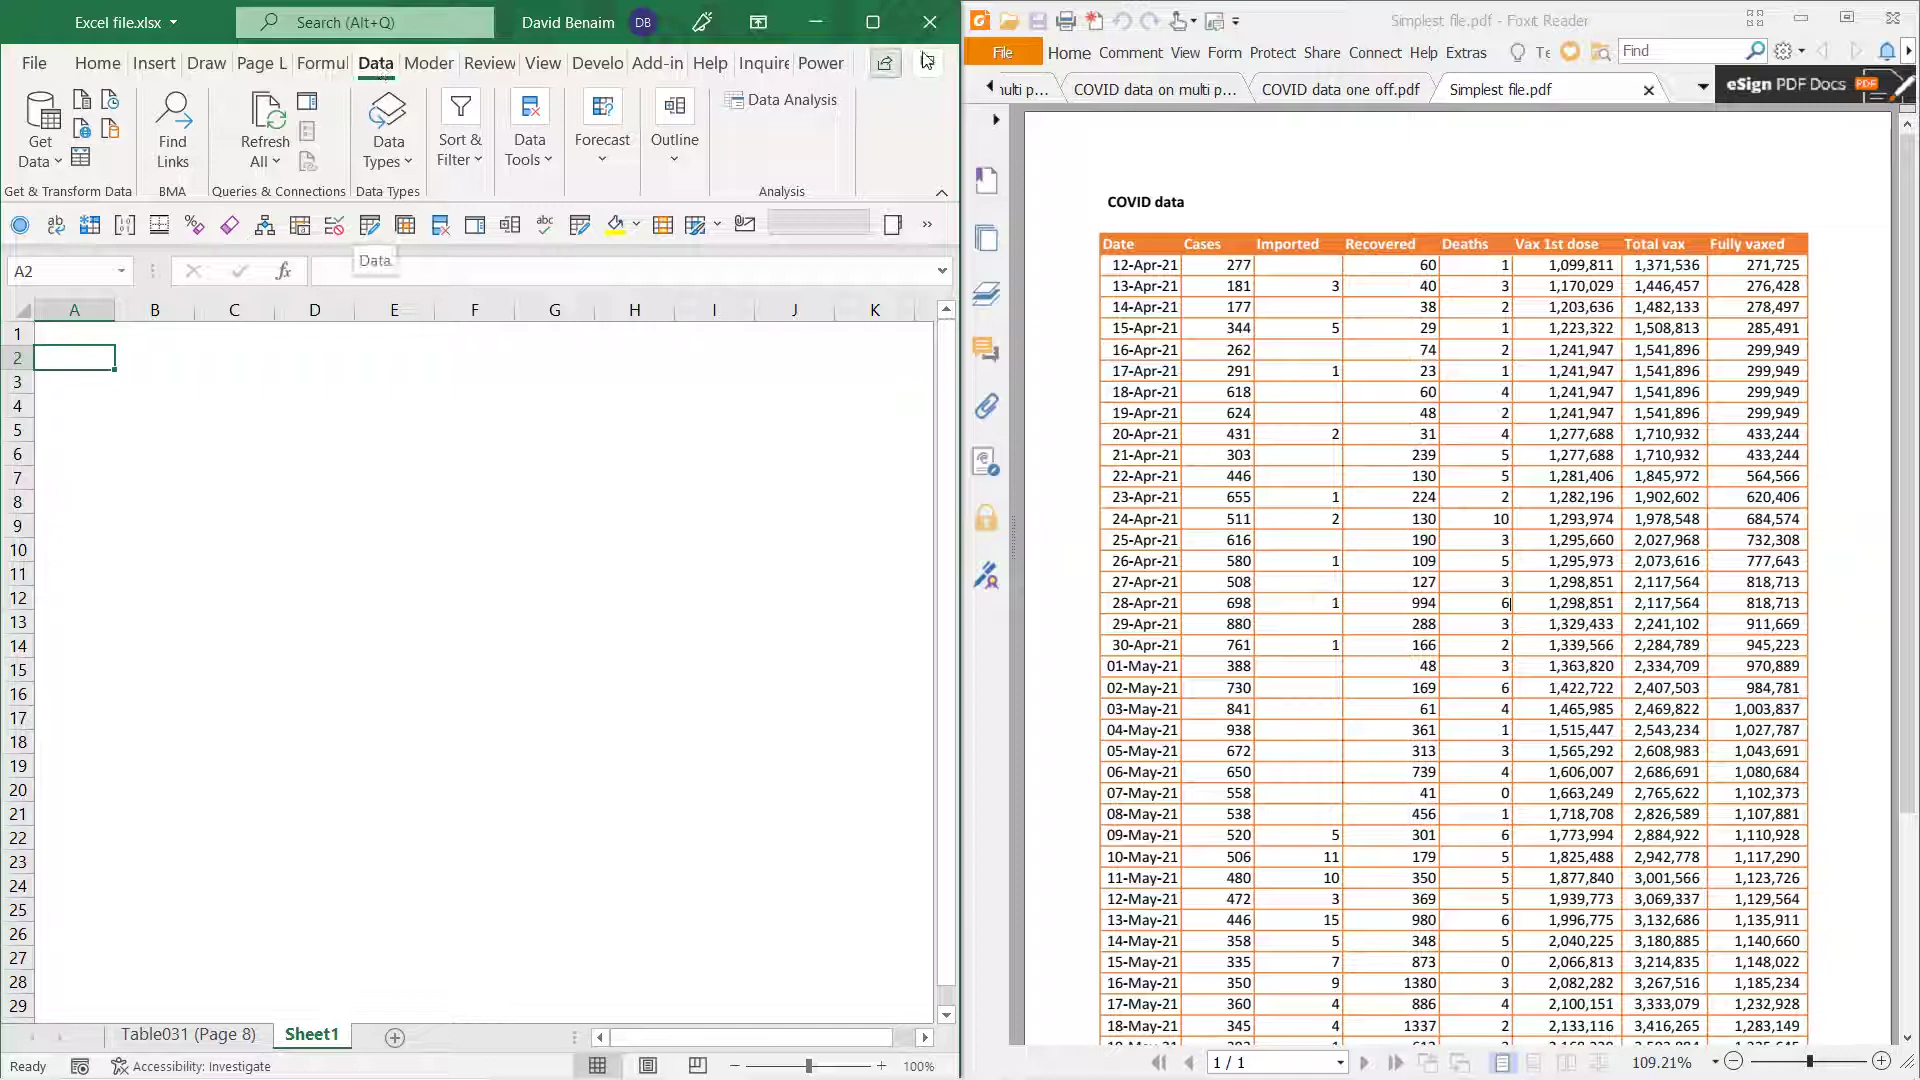 Excel file.xlsx
Search (Alt+Q)
David Benaim DB
File Home Insert Draw Page L Formul Data Moder Review View Develo Add-in Help Inquire Power
Get Data
Find Links
Refresh All
Data Types
Sort & Filter
Data Tools
Forecast
Outline
Data Analysis
Get & Transform Data BMA Queries & Connections Data Types Analysis
Data
A2 fx
A B C D E F G H I J K
1
2
3
4
5
6
7
8
9
10
11
12
13
14
15
16
17
18
19
20
21
22
23
24
25
26
27
28
29
Table031 (Page 8) Sheet1
Ready Accessibility: Investigate 100%
Simplest file.pdf - Foxit Reader
File Home Comment View Form Protect Share Connect Help Extras Te Find
multi p... COVID data on multi p... COVID data one off.pdf Simplest file.pdf
eSign PDF Docs PDF
COVID data
Date Cases Imported Recovered Deaths Vax 1st dose Total vax Fully vaxed
12-Apr-21 277 60 1 1,099,811 1,371,536 271,725
13-Apr-21 181 3 40 3 1,170,029 1,446,457 276,428
14-Apr-21 177 38 2 1,203,636 1,482,133 278,497
15-Apr-21 344 5 29 1 1,223,322 1,508,813 285,491
16-Apr-21 262 74 2 1,241,947 1,541,896 299,949
17-Apr-21 291 1 23 1 1,241,947 1,541,896 299,949
18-Apr-21 618 60 4 1,241,947 1,541,896 299,949
19-Apr-21 624 48 2 1,241,947 1,541,896 299,949
20-Apr-21 431 2 31 4 1,277,688 1,710,932 433,244
21-Apr-21 303 239 5 1,277,688 1,710,932 433,244
22-Apr-21 446 130 5 1,281,406 1,845,972 564,566
23-Apr-21 655 1 224 2 1,282,196 1,902,602 620,406
24-Apr-21 511 2 130 10 1,293,974 1,978,548 684,574
25-Apr-21 616 190 3 1,295,660 2,027,968 732,308
26-Apr-21 580 1 109 5 1,295,973 2,073,616 777,643
27-Apr-21 508 127 3 1,298,851 2,117,564 818,713
28-Apr-21 698 1 994 6 1,298,851 2,117,564 818,713
29-Apr-21 880 288 3 1,329,433 2,241,102 911,669
30-Apr-21 761 1 166 2 1,339,566 2,284,789 945,223
01-May-21 388 48 3 1,363,820 2,334,709 970,889
02-May-21 730 169 6 1,422,722 2,407,503 984,781
03-May-21 841 61 4 1,465,985 2,469,822 1,003,837
04-May-21 938 361 1 1,515,447 2,543,234 1,027,787
05-May-21 672 313 3 1,565,292 2,608,983 1,043,691
06-May-21 650 739 4 1,606,007 2,686,691 1,080,684
07-May-21 558 41 0 1,663,249 2,765,622 1,102,373
08-May-21 538 456 1 1,718,708 2,826,589 1,107,881
09-May-21 520 5 301 6 1,773,994 2,884,922 1,110,928
10-May-21 506 11 179 5 1,825,488 2,942,778 1,117,290
11-May-21 480 10 350 5 1,877,840 3,001,566 1,123,726
12-May-21 472 3 369 5 1,939,773 3,069,337 1,129,564
13-May-21 446 15 980 6 1,996,775 3,132,686 1,135,911
14-May-21 358 5 348 5 2,040,225 3,180,885 1,140,660
15-May-21 335 7 873 0 2,066,813 3,214,835 1,148,022
16-May-21 350 9 1380 3 2,082,282 3,267,516 1,185,234
17-May-21 360 4 886 4 2,100,151 3,333,079 1,232,928
18-May-21 345 4 1337 2 2,133,116 3,416,265 1,283,149
1 / 1 109.21%